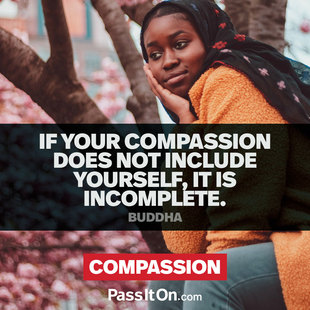 IF YOUR COMPASSION
DOES NOT INCLUDE
YOURSELF, IT IS
INCOMPLETE.
BUDDHA
COMPASSION
PassItOn.com